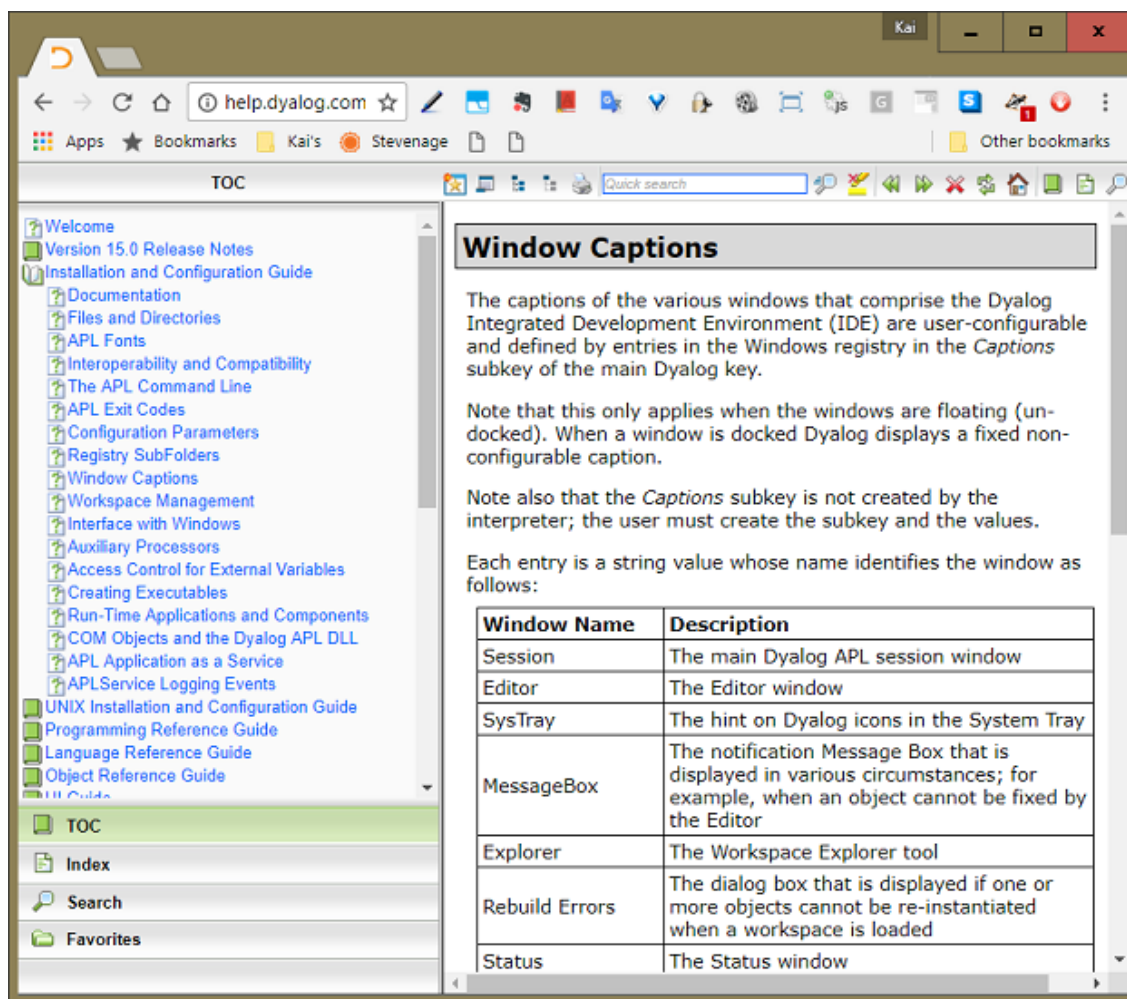 Kai
help.dyalog.com
js
G
S
1
Apps
Bookmarks
Kai's
Stevenage
Other bookmarks
TOC
Quick search
Welcome
Version 15.0 Release Notes
Installation and Configuration Guide
Documentation
Files and Directories
APL Fonts
Interoperability and Compatibility
The APL Command Line
APL Exit Codes
Configuration Parameters
Registry SubFolders
Window Captions
Workspace Management
Interface with Windows
Auxiliary Processors
Access Control for External Variables
Creating Executables
Run-Time Applications and Components
COM Objects and the Dyalog APL DLL
APL Application as a Service
APLService Logging Events
UNIX Installation and Configuration Guide
Programming Reference Guide
Language Reference Guide
Object Reference Guide
UI Guide
TOC
Index
Search
Favorites
Window Captions
The captions of the various windows that comprise the Dyalog
Integrated Development Environment (IDE) are user-configurable
and defined by entries in the Windows registry in the Captions
subkey of the main Dyalog key.
Note that this only applies when the windows are floating (un-
docked). When a window is docked Dyalog displays a fixed non-
configurable caption.
Note also that the Captions subkey is not created by the
interpreter; the user must create the subkey and the values.
Each entry is a string value whose name identifies the window as
follows:
Window Name Description
Session The main Dyalog APL session window
Editor The Editor window
SysTray The hint on Dyalog icons in the System Tray
MessageBox The notification Message Box that is
displayed in various circumstances; for
example, when an object cannot be fixed by
the Editor
Explorer The Workspace Explorer tool
Rebuild Errors The dialog box that is displayed if one or
more objects cannot be re-instantiated
when a workspace is loaded
Status The Status window